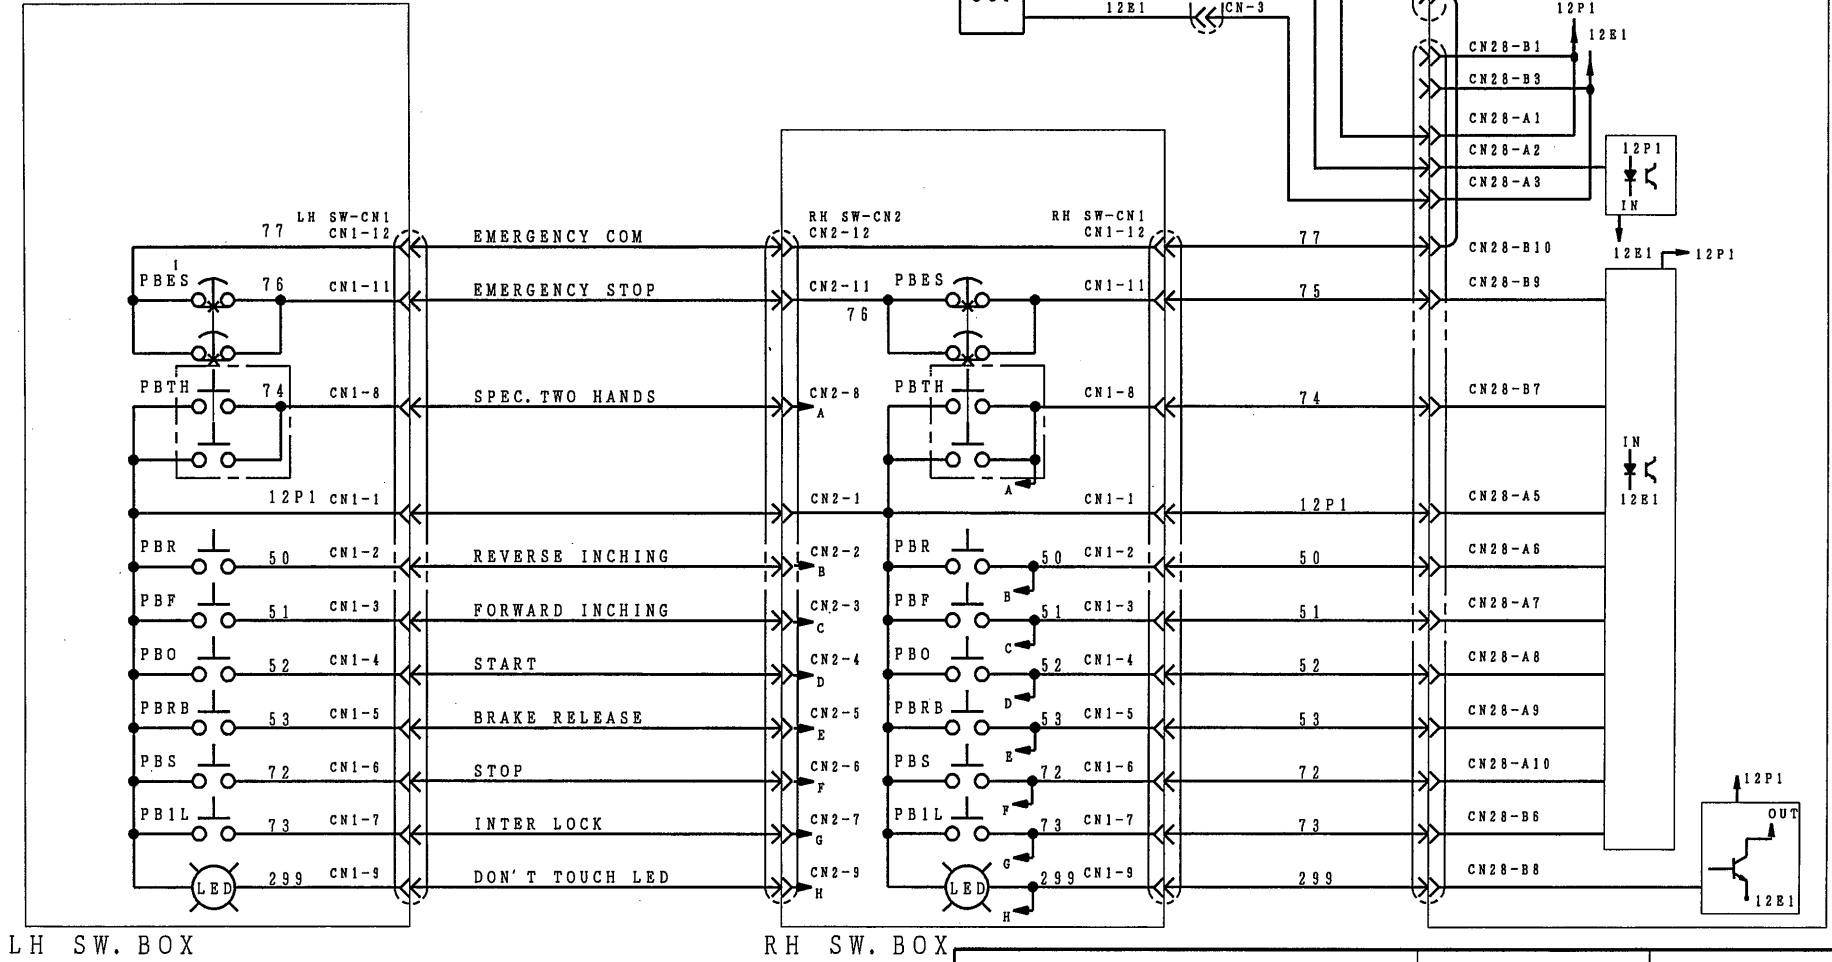 12E1 CN-3
12P1
12E1
CN28-B1
CN28-B3
CN28-A1
CN28-A2
CN28-A3
12P1
IN
12E1 12P1
LH SW-CN1 RH SW-CN2 RH SW-CN1
77 CN1-12 EMERGENCY COM CN2-12 CN1-12 77 CN28-B10
1
PBES 76 CN1-11 EMERGENCY STOP CN2-11 PBES CN1-11 75 CN28-B9
76
PBTH 74 CN1-8 SPEC. TWO HANDS CN2-8 PBTH CN1-8 74 CN28-B7
A
IN
12E1
A
12P1 CN1-1 CN2-1 CN1-1 12P1 CN28-A5
PBR 50 CN1-2 REVERSE INCHING CN2-2 PBR 50 CN1-2 50 CN28-A6
B B
PBF 51 CN1-3 FORWARD INCHING CN2-3 PBF 51 CN1-3 51 CN28-A7
C C
PBO 52 CN1-4 START CN2-4 PBO 52 CN1-4 52 CN28-A8
D D
PBRB 53 CN1-5 BRAKE RELEASE CN2-5 PBRB 53 CN1-5 53 CN28-A9
E E
PBS 72 CN1-6 STOP CN2-6 PBS 72 CN1-6 72 CN28-A10
F F
12P1
OUT
PB1L 73 CN1-7 INTER LOCK CN2-7 PB1L 73 CN1-7 73 CN28-B6
G G
LED 299 CN1-9 DON'T TOUCH LED CN2-9 LED 299 CN1-9 299 CN28-B8
H H
12E1
LH SW. BOX RH SW. BOX